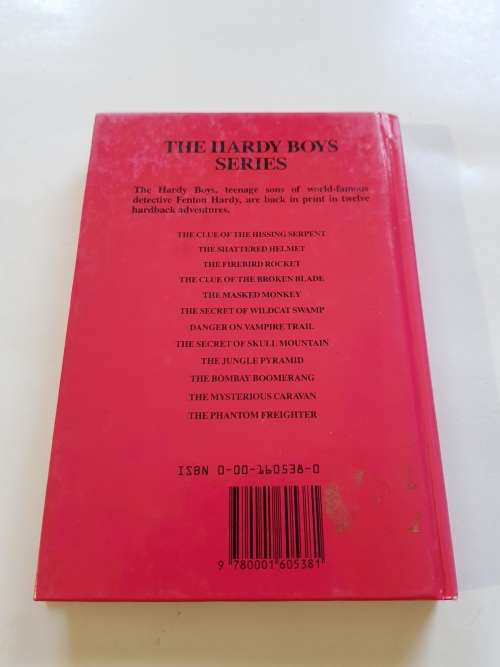 THE HARDY BOYS
SERIES
The Hardy Boys, teenage sons of world-famous
detective Fenton Hardy, are back in print in twelve
hardback adventures.
THE CLUE OF THE HISSING SERPENT
THE SHATTERED HELMET
THE FIREBIRD ROCKET
THE CLUE OF THE BROKEN BLADE
THE MASKED MONKEY
THE SECRET OF WILDCAT SWAMP
DANGER ON VAMPIRE TRAIL
THE SECRET OF SKULL MOUNTAIN
THE JUNGLE PYRAMID
THE BOMBAY BOOMERANG
THE MYSTERIOUS CARAVAN
THE PHANTOM FREIGHTER
ISBN 0-00-160538-0
9 780001 605381